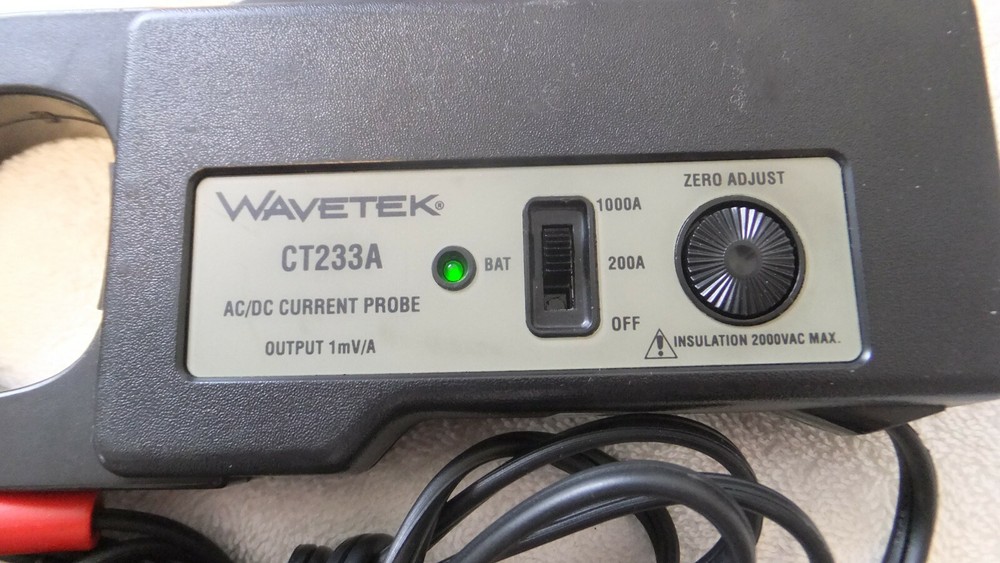 WAVETEK®
CT233A
AC/DC CURRENT PROBE
OUTPUT 1mV/A
BAT
1000A
200A
OFF
ZERO ADJUST
INSULATION 2000VAC MAX.